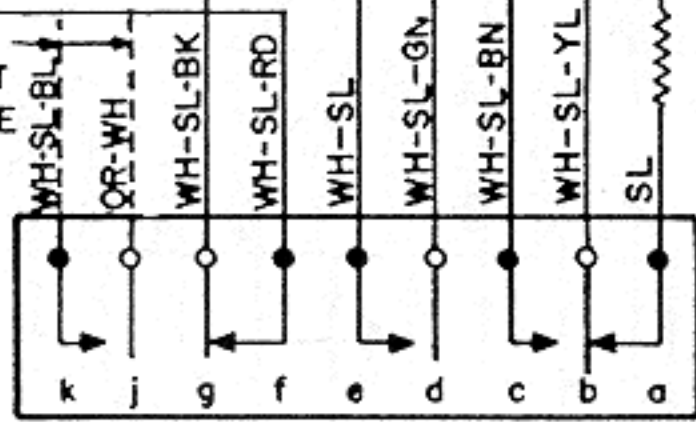 T
E
WH-SL-BL
OR-WH
WH-SL-BK
WH-SL-RD
WH-SL
WH-SL-GN
WH-SL-BN
WH-SL-YL
SL
k j g f e d c b a